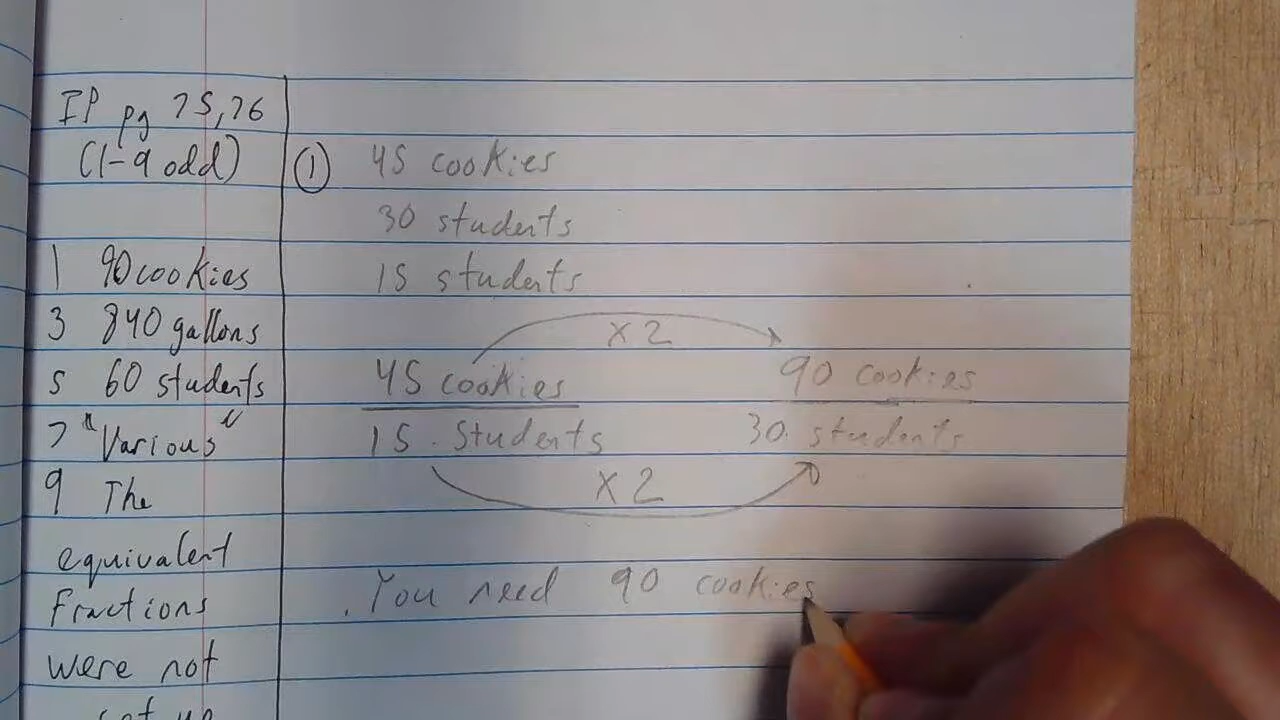 IP pg 75,76
(1-9 odd)
1 90 cookies
3 840 gallons
5 60 students
7 "Various"
9 The
equivalent
fractions
were not
set up
① 45 cookies
30 students
15 students
x 2
45 cookies 90 cookies
15 students 30 students
x 2
You need 90 cookies